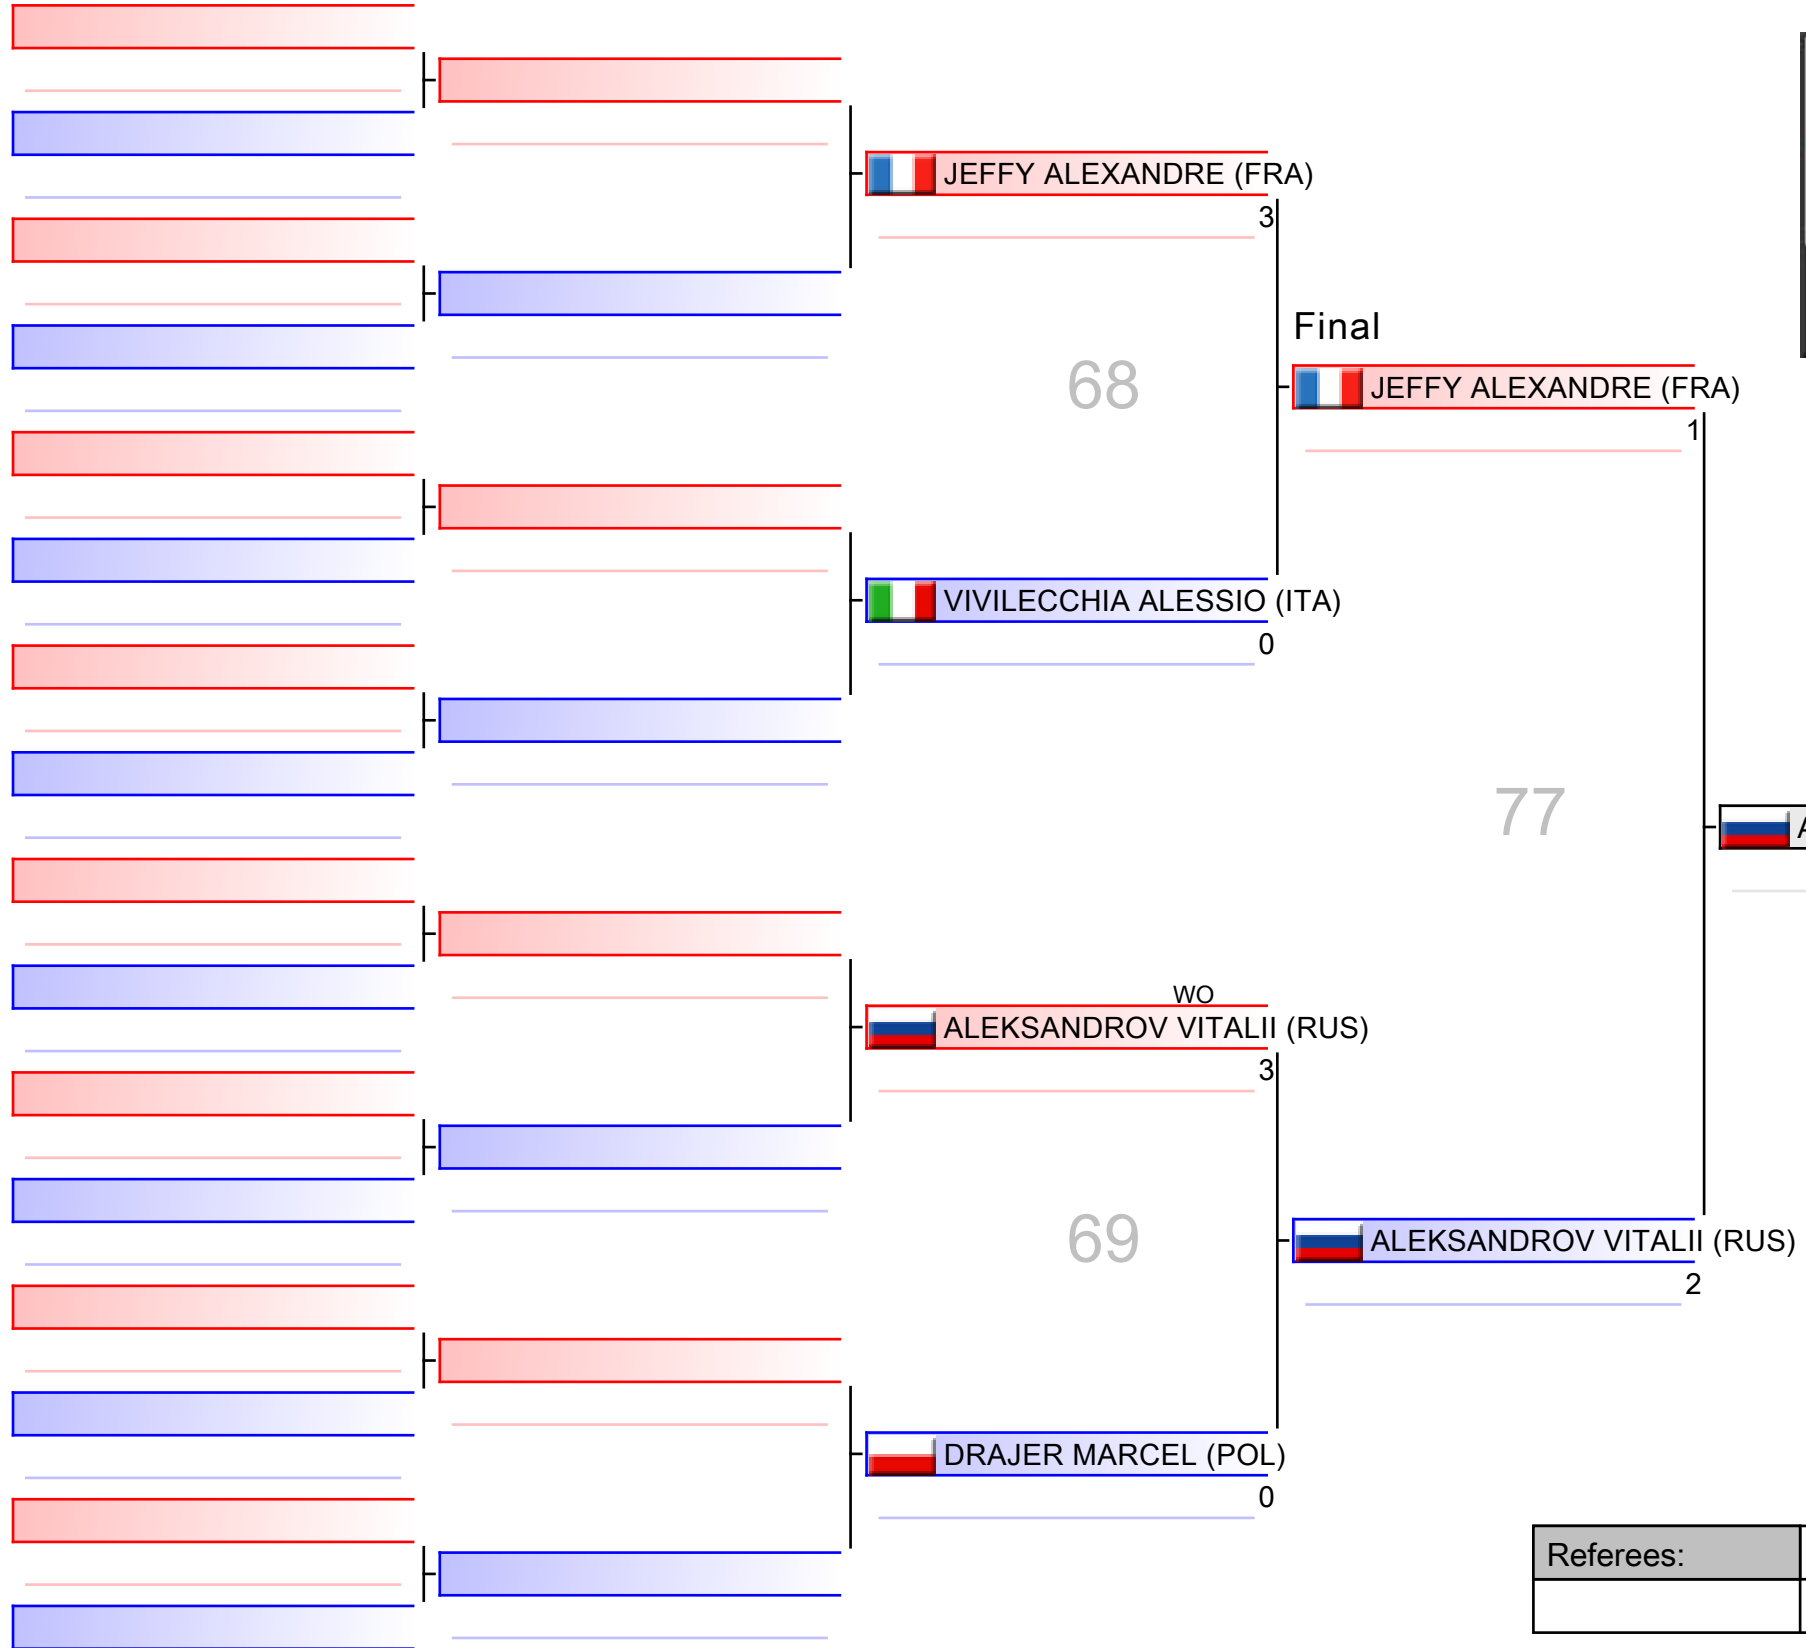 JEFFY ALEXANDRE (FRA)
3
Final
68
JEFFY ALEXANDRE (FRA)
1
VIVILECCHIA ALESSIO (ITA)
0
77
WO
ALEKSANDROV VITALII (RUS)
3
69
ALEKSANDROV VITALII (RUS)
2
DRAJER MARCEL (POL)
0
Referees: